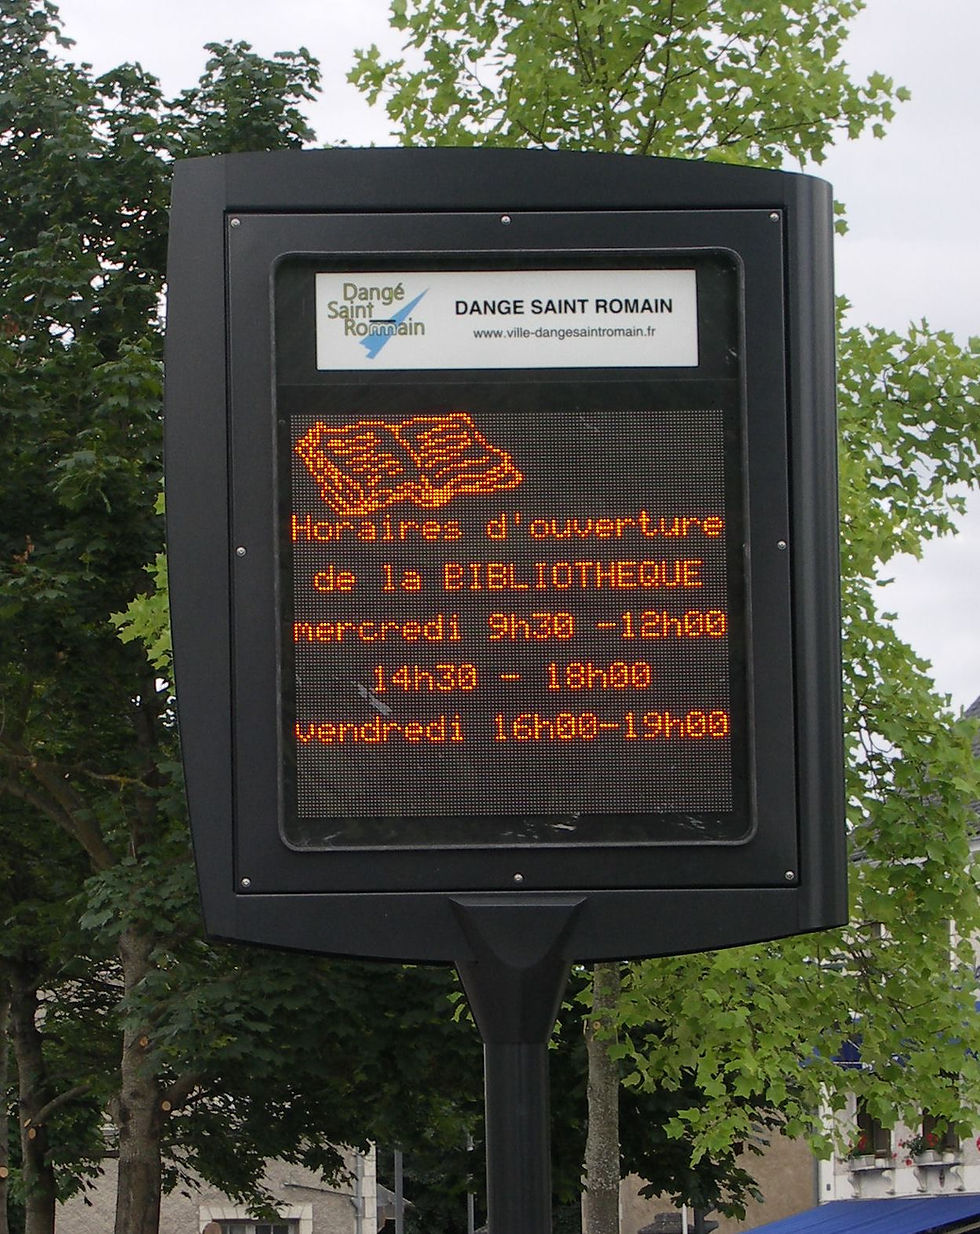 Dangé
Saint
Romain
DANGE SAINT ROMAIN
www.ville-dangesaintromain.fr
Horaires d'ouverture
de la BIBLIOTHEQUE
mercredi 9h30 -12h00
14h30 - 18h00
vendredi 16h00-19h00